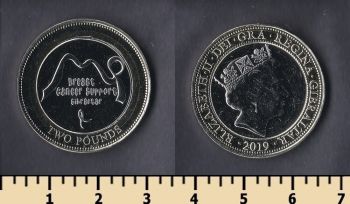 Breast
Cancer Support
Gibraltar
TWO POUNDS
ELIZABETH II · DEI · GRA · REGINA · GIBRALTAR ·
· 2019 ·
1 2 3 4 5 6 7